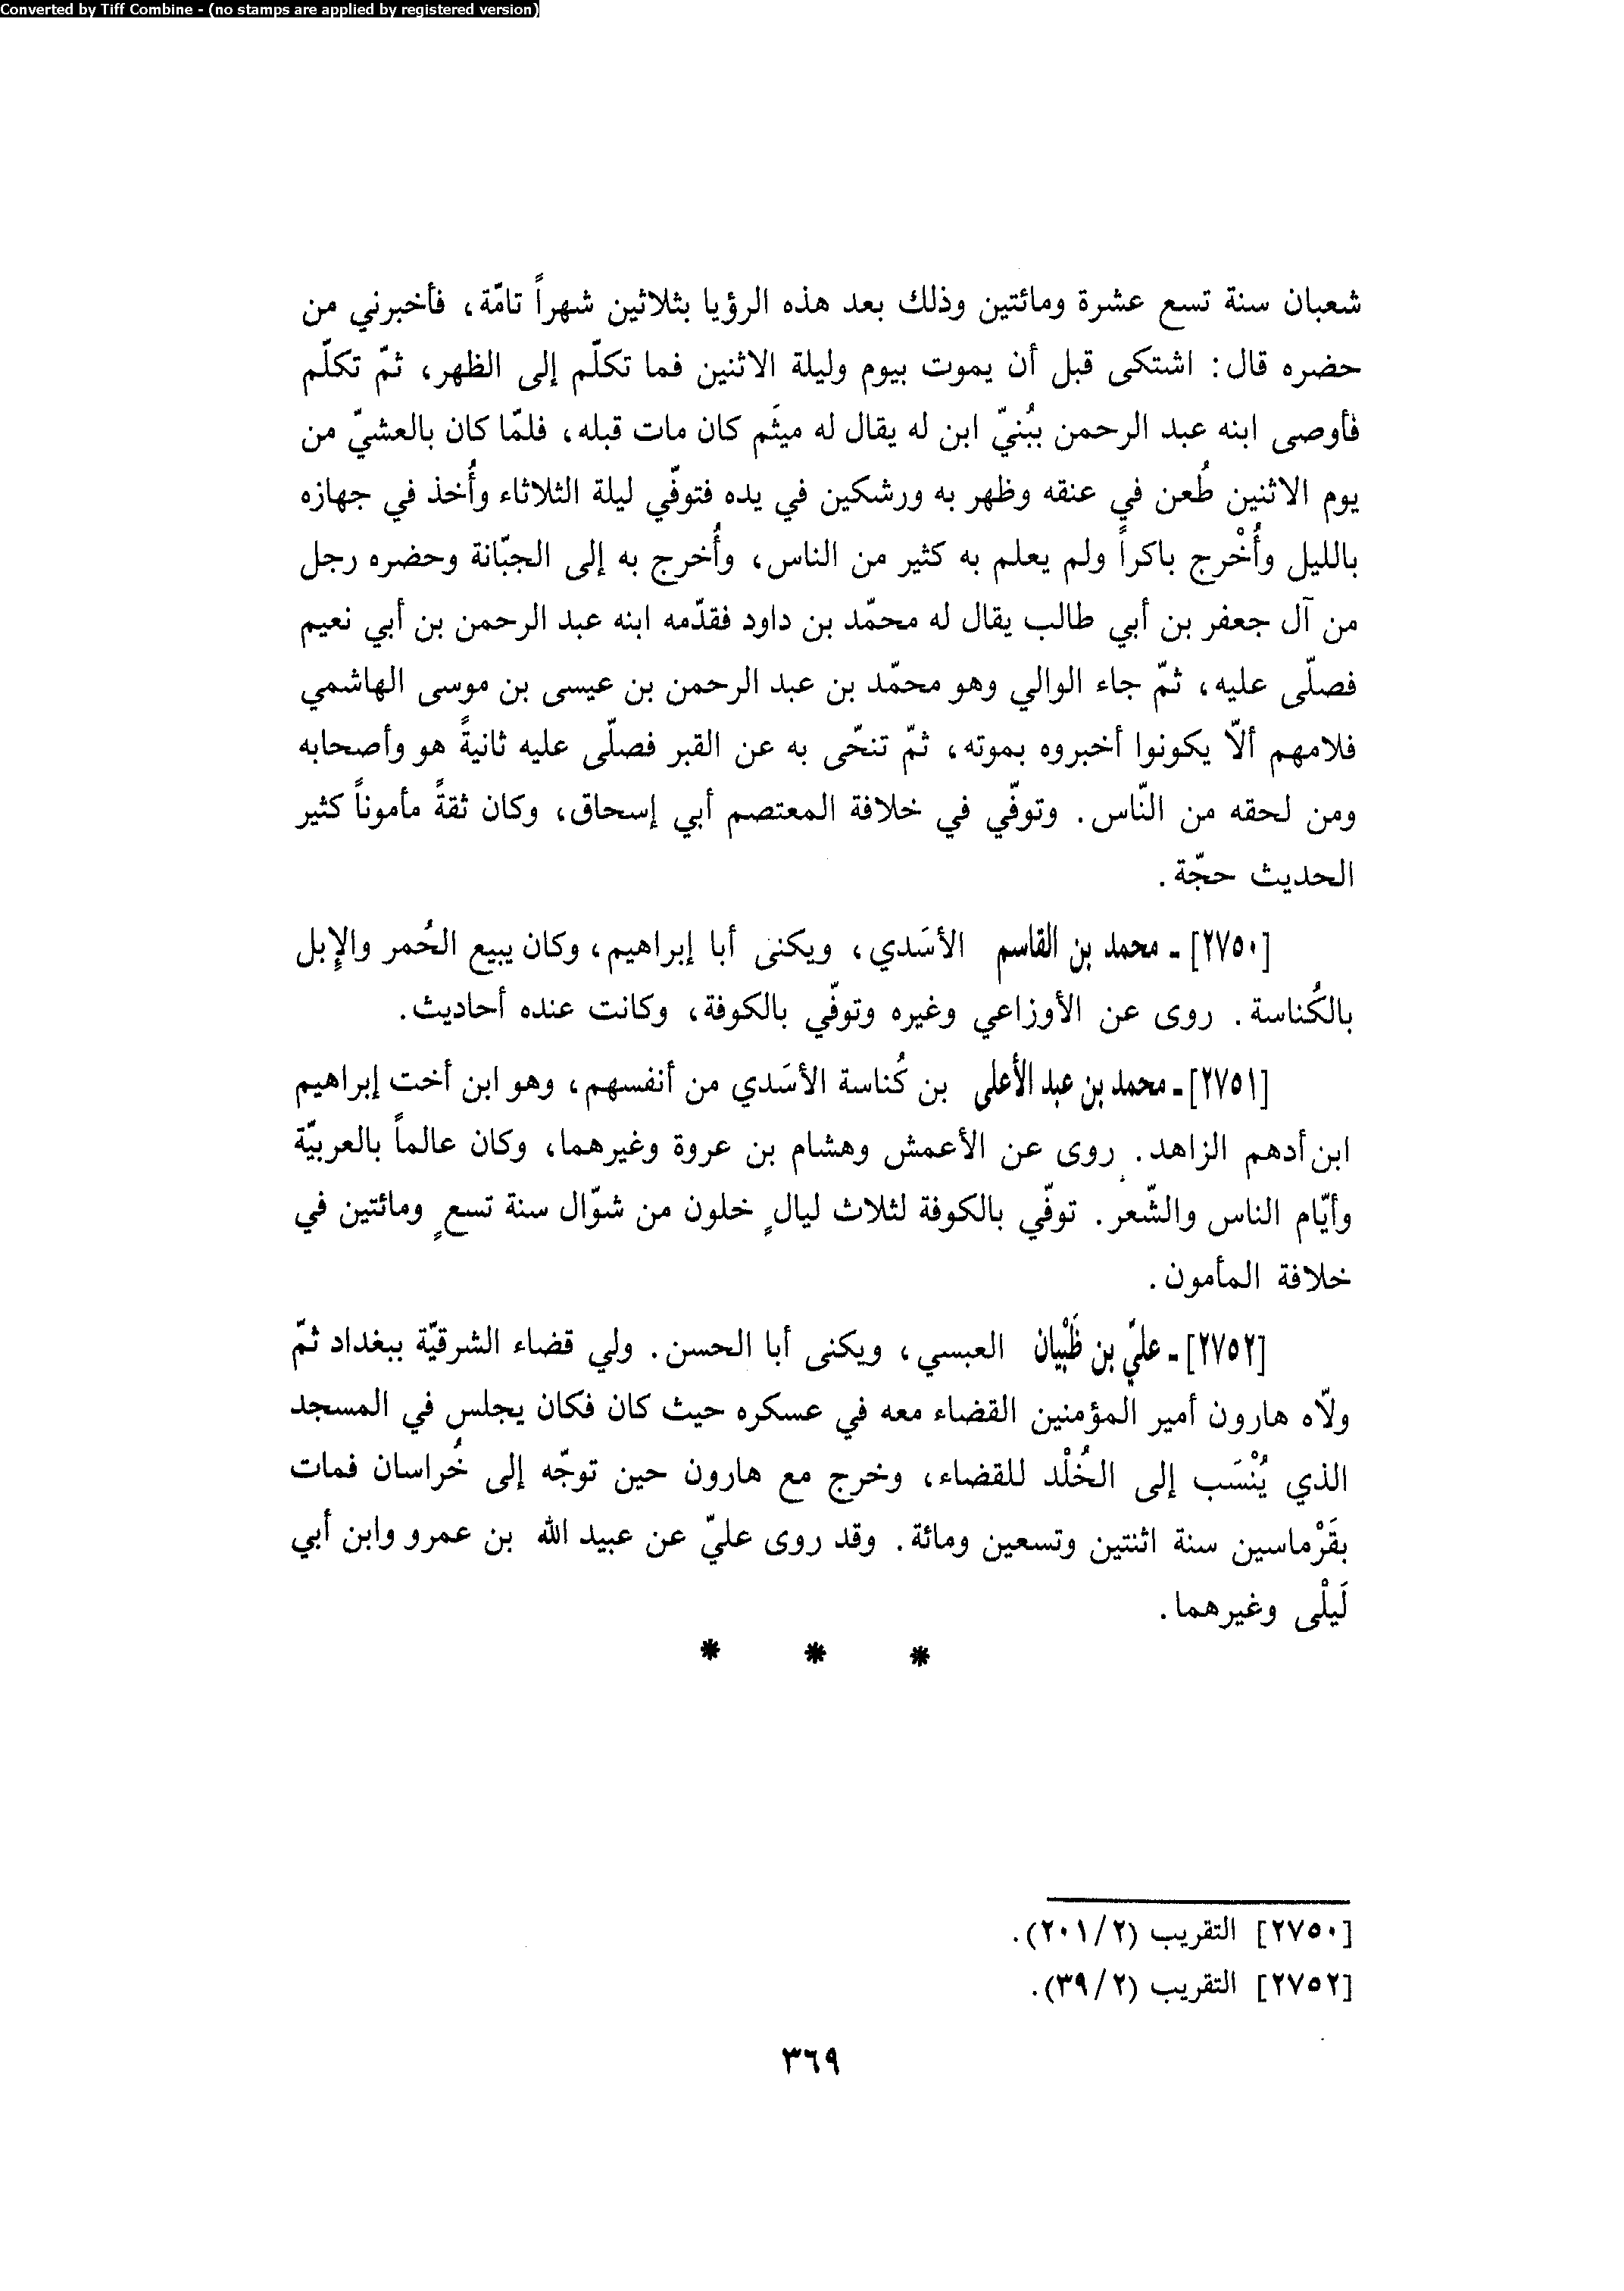 Converted by Tiff Combine - (no stamps are applied by registered version)
شعبان سنة تسع عشرة ومائتين وذلك بعد هذه الرؤيا بثلاثين شهراً تامّة، فأخبرني من
حضره قال: اشتكى قبل أن يموت بيوم وليلة الاثنين فما تكلّم إلى الظهر، ثمّ تكلّم
فأوصى ابنه عبد الرحمن ببُنيّ ابن له يقال له ميثَم كان مات قبله، فلمّا كان بالعشيّ من
يوم الاثنين طُعن في عنقه وظهر به ورشكين في يده فتوفّي ليلة الثلاثاء وأُخذ في جهازه
بالليل وأُخْرج باكراً ولم يعلم به كثير من الناس، وأُخرج به إلى الجبّانة وحضره رجل
من آل جعفر بن أبي طالب يقال له محمّد بن داود فقدّمه ابنه عبد الرحمن بن أبي نعيم
فصلّى عليه، ثمّ جاء الوالي وهو محمّد بن عبد الرحمن بن عيسى بن موسى الهاشمي
فلامهم ألاّ يكونوا أخبروه بموته، ثمّ تنحّى به عن القبر فصلّى عليه ثانيةً هو وأصحابه
ومن لحقه من النّاس. وتوفّي في خلافة المعتصم أبي إسحاق، وكان ثقةً مأموناً كثير
الحديث حجّة.
[٢٧٥٠] ـ محمد بن القاسم الأسَدي، ويكنى أبا إبراهيم، وكان يبيع الحُمر والإبل
بالكُناسة. روى عن الأوزاعي وغيره وتوفّي بالكوفة، وكانت عنده أحاديث.
[٢٧٥١] ـ محمد بن عبد الأعلى بن كُناسة الأسَدي من أنفسهم، وهو ابن أخت إبراهيم
ابن أدهم الزاهد. روى عن الأعمش وهشام بن عروة وغيرهما، وكان عالماً بالعربيّة
وأيّام الناس والشّعر. توفّي بالكوفة لثلاث ليالٍ خلون من شوّال سنة تسعٍ ومائتين في
خلافة المأمون.
[٢٧٥٢] ـ عليّ بن ظَبْيان العبسي، ويكنى أبا الحسن. ولي قضاء الشرقيّة ببغداد ثمّ
ولاّه هارون أمير المؤمنين القضاء معه في عسكره حيث كان فكان يجلس في المسجد
الذي يُنْسَب إلى الخُلْد للقضاء، وخرج مع هارون حين توجّه إلى خُراسان فمات
بقَرْماسين سنة اثنتين وتسعين ومائة. وقد روى عليّ عن عبيد الله بن عمرو وابن أبي
لَيلْى وغيرهما.
* * *
[٢٧٥٠] التقريب (٢/ ٢٠١).
[٢٧٥٢] التقريب (٢/ ٣٩).
٣٦٩